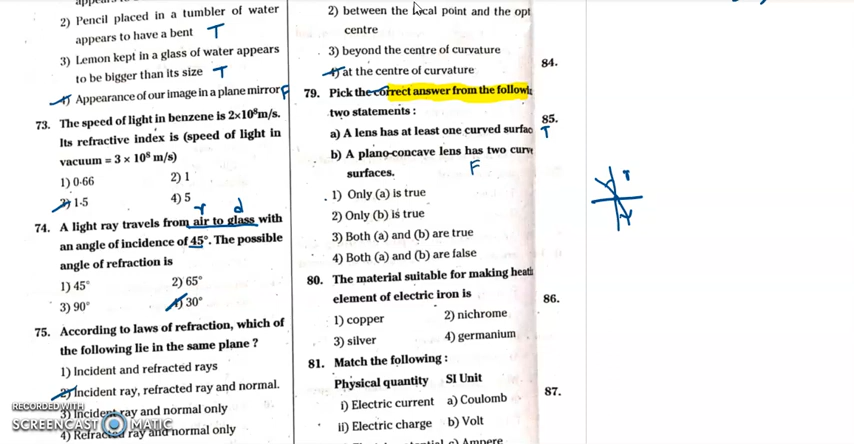 2) Pencil placed in a tumbler of water
appears to have a bent T
3) Lemon kept in a glass of water appears
to be bigger than its size T
4) Appearance of our image in a plane mirror F
73. The speed of light in benzene is 2×10⁸m/s.
Its refractive index is (speed of light in
vacuum = 3 × 10⁸ m/s)
1) 0·66 2) 1
3) 1·5 4) 5
r d
74. A light ray travels from air to glass with
an angle of incidence of 45°. The possible
angle of refraction is
1) 45° 2) 65°
3) 90° 4) 30°
75. According to laws of refraction, which of
the following lie in the same plane ?
1) Incident and refracted rays
2) Incident ray, refracted ray and normal.
3) Incident ray and normal only
4) Refracted ray and normal only
RECORDED WITH
SCREENCAST MATIC
2) between the focal point and the opt
centre
3) beyond the centre of curvature
4) at the centre of curvature
79. Pick the correct answer from the follow
two statements :
a) A lens has at least one curved surfac T
b) A plano-concave lens has two curv
surfaces. F
1) Only (a) is true
2) Only (b) is true
3) Both (a) and (b) are true
4) Both (a) and (b) are false
80. The material suitable for making heati
element of electric iron is
1) copper 2) nichrome
3) silver 4) germanium
81. Match the following :
Physical quantity SI Unit
i) Electric current a) Coulomb
ii) Electric charge b) Volt
c) Ampere
84.
85.
86.
87.